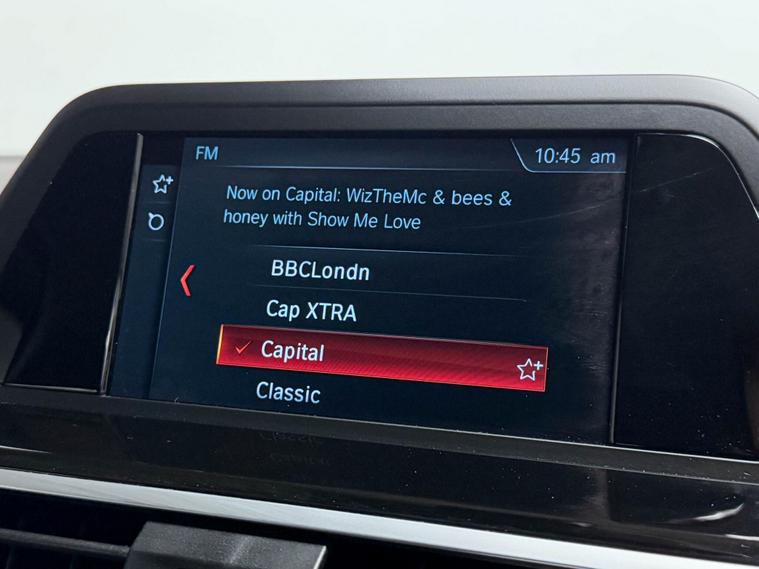 FM
10:45 am
Now on Capital: WizTheMc & bees &
honey with Show Me Love
BBCLondn
Cap XTRA
Capital
Classic